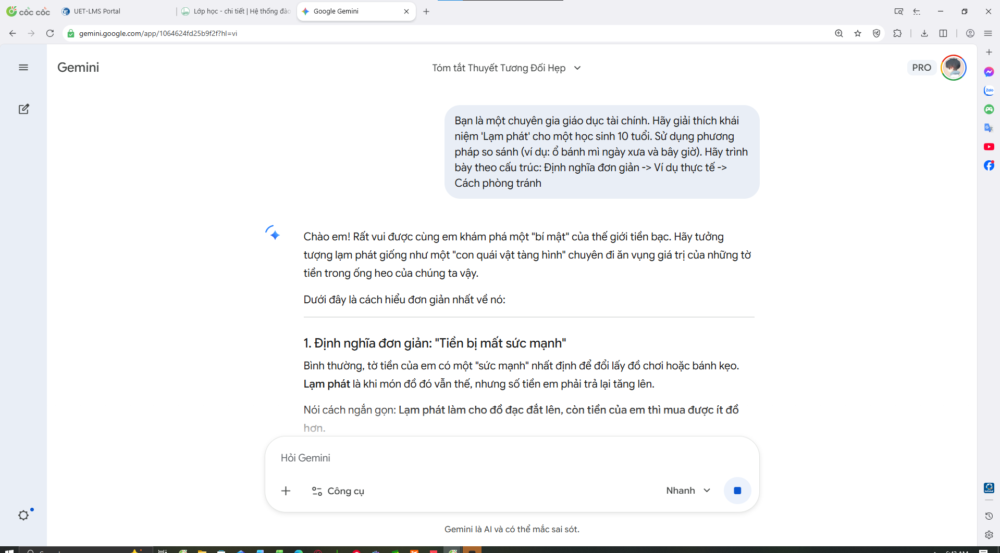 cốc cốc
UET-LMS Portal
Lớp học - chi tiết | Hệ thống đào
Google Gemini
gemini.google.com/app/1064624fd25b9f2f?hl=vi
Gemini
Tóm tắt Thuyết Tương Đối Hẹp
PRO
Zalo
Bạn là một chuyên gia giáo dục tài chính. Hãy giải thích khái
niệm 'Lạm phát' cho một học sinh 10 tuổi. Sử dụng phương
pháp so sánh (ví dụ: ổ bánh mì ngày xưa và bây giờ). Hãy trình
bày theo cấu trúc: Định nghĩa đơn giản -> Ví dụ thực tế ->
Cách phòng tránh
Chào em! Rất vui được cùng em khám phá một "bí mật" của thế giới tiền bạc. Hãy tưởng
tượng lạm phát giống như một "con quái vật tàng hình" chuyên đi ăn vụng giá trị của những tờ
tiền trong ống heo của chúng ta vậy.
Dưới đây là cách hiểu đơn giản nhất về nó:
1. Định nghĩa đơn giản: "Tiền bị mất sức mạnh"
Bình thường, tờ tiền của em có một "sức mạnh" nhất định để đổi lấy đồ chơi hoặc bánh kẹo.
Lạm phát là khi món đồ đó vẫn thế, nhưng số tiền em phải trả lại tăng lên.
Nói cách ngắn gọn: Lạm phát làm cho đồ đạc đắt lên, còn tiền của em thì mua được ít đồ
hơn.
Hỏi Gemini
Công cụ
Nhanh
Gemini là AI và có thể mắc sai sót.